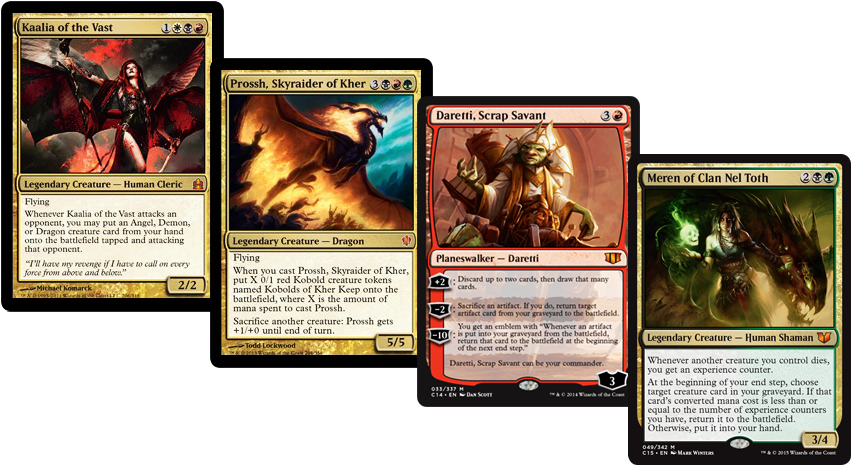 Kaalia of the Vast 1
Legendary Creature — Human Cleric
Flying
Whenever Kaalia of the Vast attacks an
opponent, you may put an Angel, Demon,
or Dragon creature card from your hand
onto the battlefield tapped and attacking
that opponent.
“I’ll have my revenge if I have to call on every
force from above and below.”
2/2
Michael Komarck
Prossh, Skyraider of Kher 3
Legendary Creature — Dragon
Flying
When you cast Prossh, Skyraider of Kher,
put X 0/1 red Kobold creature tokens
named Kobolds of Kher Keep onto the
battlefield, where X is the amount of
mana spent to cast Prossh.
Sacrifice another creature: Prossh gets
+1/+0 until end of turn.
5/5
Todd Lockwood
Daretti, Scrap Savant 3
Planeswalker — Daretti
+2 : Discard up to two cards, then draw that many
cards.
−2 : Sacrifice an artifact. If you do, return target
artifact card from your graveyard to the battlefield.
−10 : You get an emblem with “Whenever an artifact
is put into your graveyard from the battlefield,
return that card to the battlefield at the beginning
of the next end step.”
Daretti, Scrap Savant can be your commander.
3
033/337 M
C14 • EN DAN SCOTT
™ & © 2014 Wizards of the Coast
Meren of Clan Nel Toth 2
Legendary Creature — Human Shaman
Whenever another creature you control dies,
you get an experience counter.
At the beginning of your end step, choose
target creature card in your graveyard. If that
card’s converted mana cost is less than or
equal to the number of experience counters
you have, return it to the battlefield.
Otherwise, put it into your hand.
3/4
049/342 M
C15 • EN MARK WINTERS
™ & © 2015 Wizards of the Coast